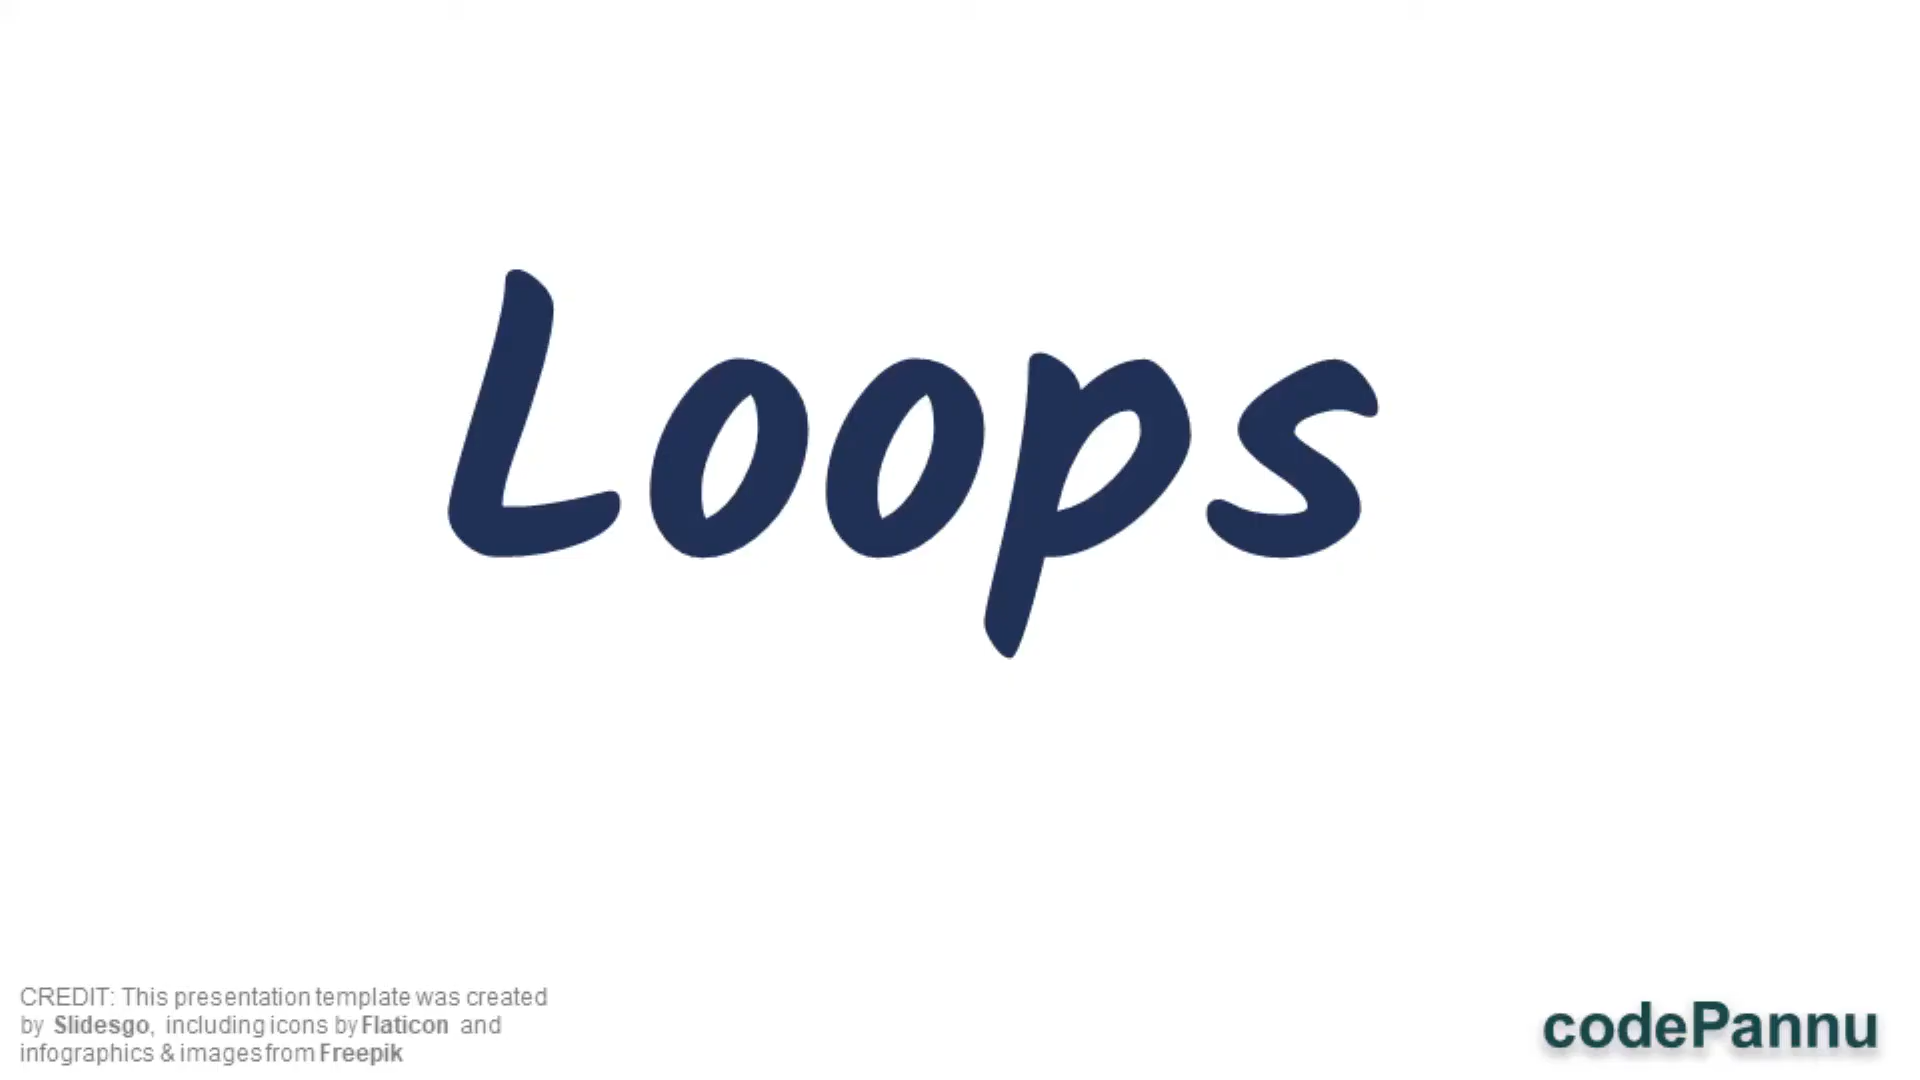 Loops
CREDIT: This presentation template was created
by Slidesgo, including icons by Flaticon and
infographics & images from Freepik
codePannu